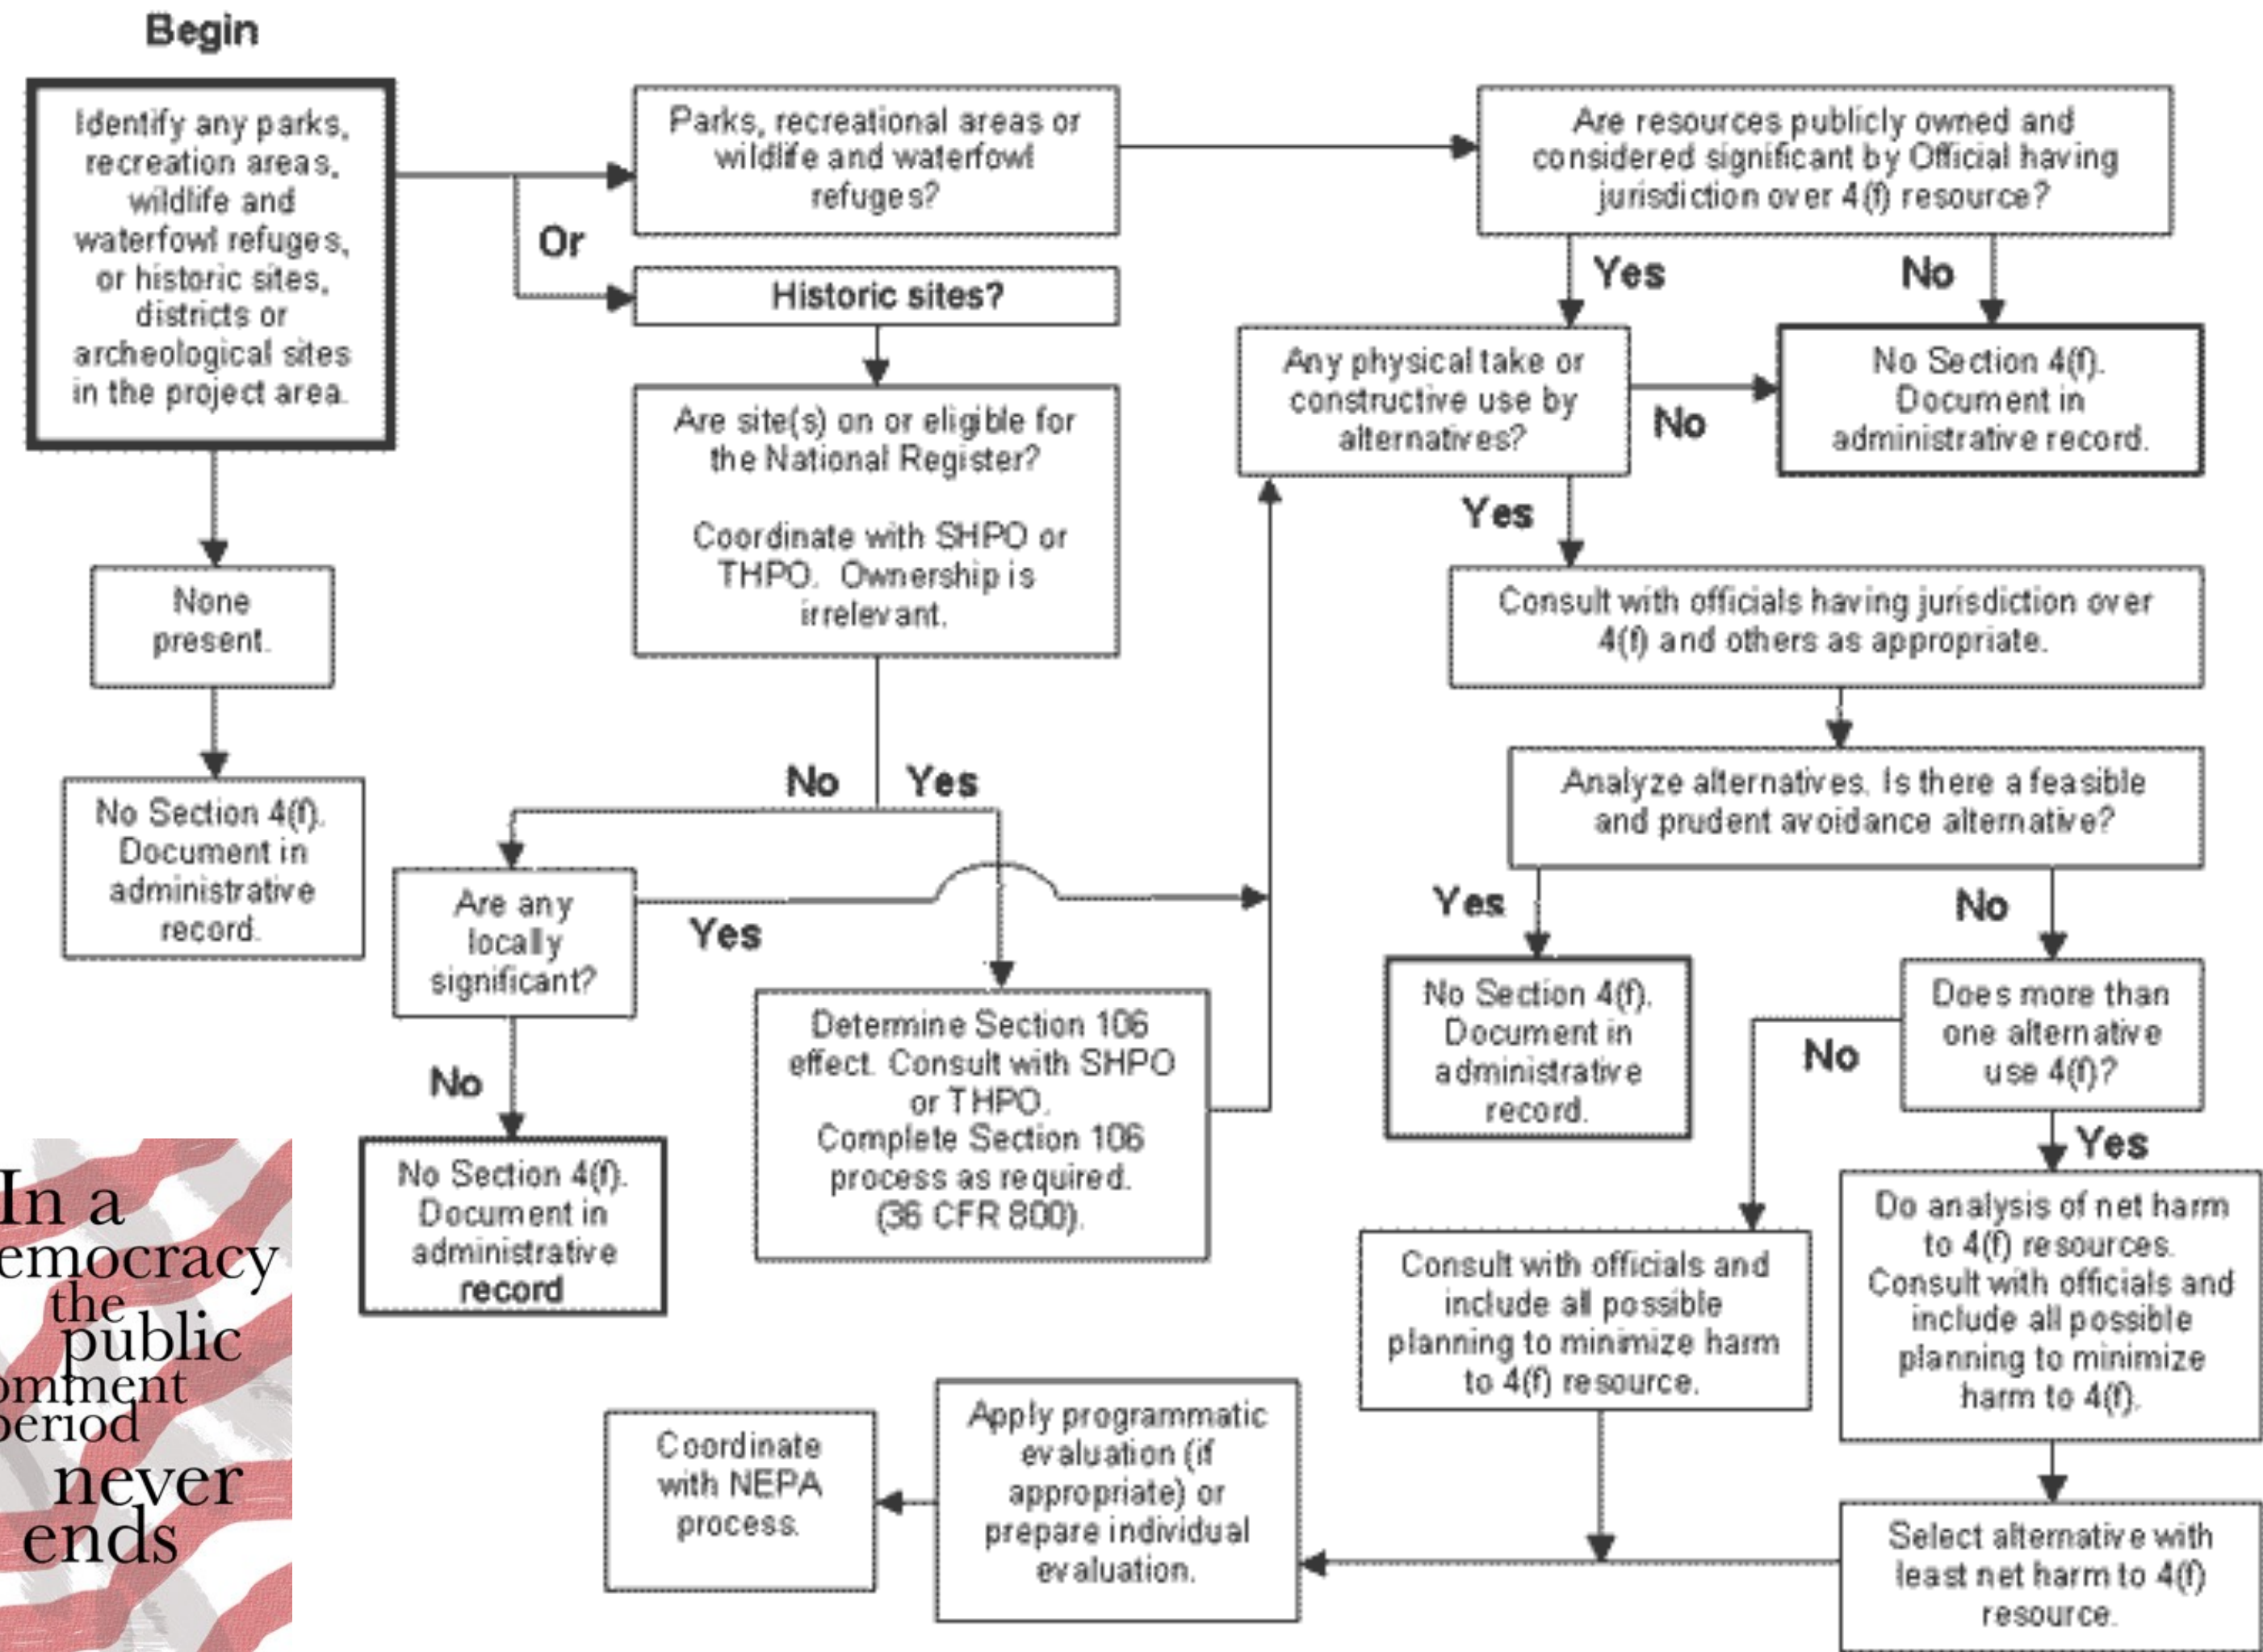 Begin
Identify any parks,
recreation areas,
wildlife and
waterfowl refuges,
or historic sites,
districts or
archeological sites
in the project area.
None
present.
No Section 4(f).
Document in
administrative
record.
Or
Parks, recreational areas or
wildlife and waterfowl
refuges?
Historic sites?
Are site(s) on or eligible for
the National Register?
Coordinate with SHPO or
THPO. Ownership is
irrelevant.
No
Yes
Are any
locally
significant?
Yes
No
No Section 4(f).
Document in
administrative
record
Determine Section 106
effect. Consult with SHPO
or THPO.
Complete Section 106
process as required.
(36 CFR 800).
Are resources publicly owned and
considered significant by Official having
jurisdiction over 4(f) resource?
Yes
No
Any physical take or
constructive use by
alternatives?
No
No Section 4(f).
Document in
administrative record.
Yes
Consult with officials having jurisdiction over
4(f) and others as appropriate.
Analyze alternatives. Is there a feasible
and prudent avoidance alternative?
Yes
No
No Section 4(f).
Document in
administrative
record.
Does more than
one alternative
use 4(f)?
No
Yes
Consult with officials and
include all possible
planning to minimize harm
to 4(f) resource.
Do analysis of net harm
to 4(f) resources.
Consult with officials and
include all possible
planning to minimize
harm to 4(f).
Select alternative with
least net harm to 4(f)
resource.
Apply programmatic
evaluation (if
appropriate) or
prepare individual
evaluation.
Coordinate
with NEPA
process.
In a
emocracy
the
public
omment
period
never
ends